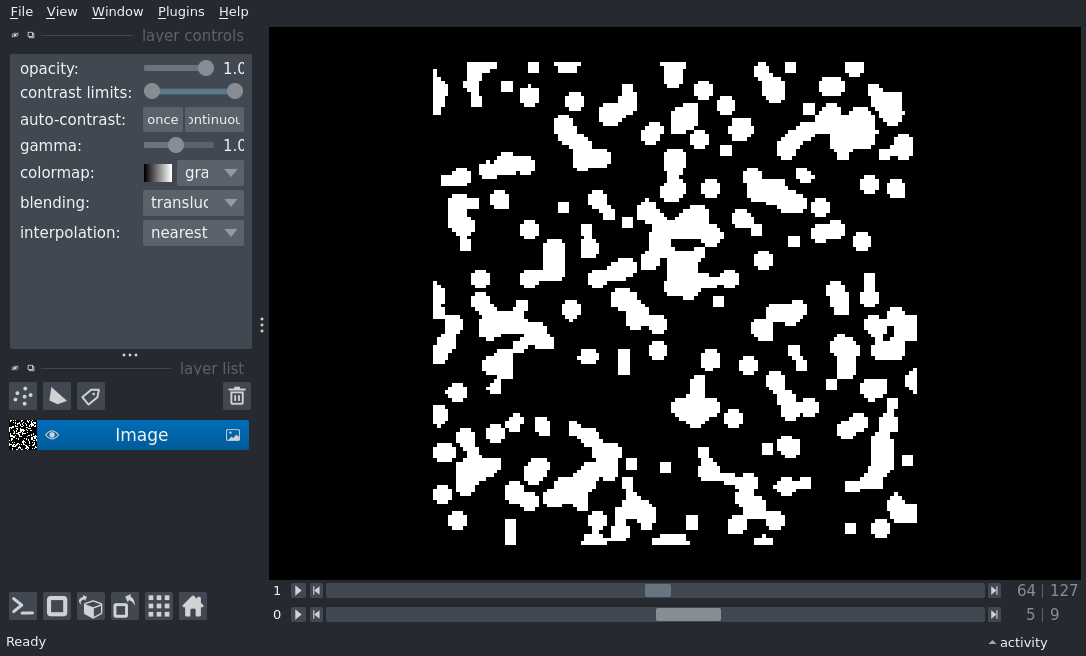 File View Window Plugins Help
layer controls
opacity: 1.0
contrast limits:
auto-contrast: once ontinuou
gamma: 1.0
colormap: gra
blending: transluc
interpolation: nearest
layer list
Image
1 64 127
0 5 9
Ready activity